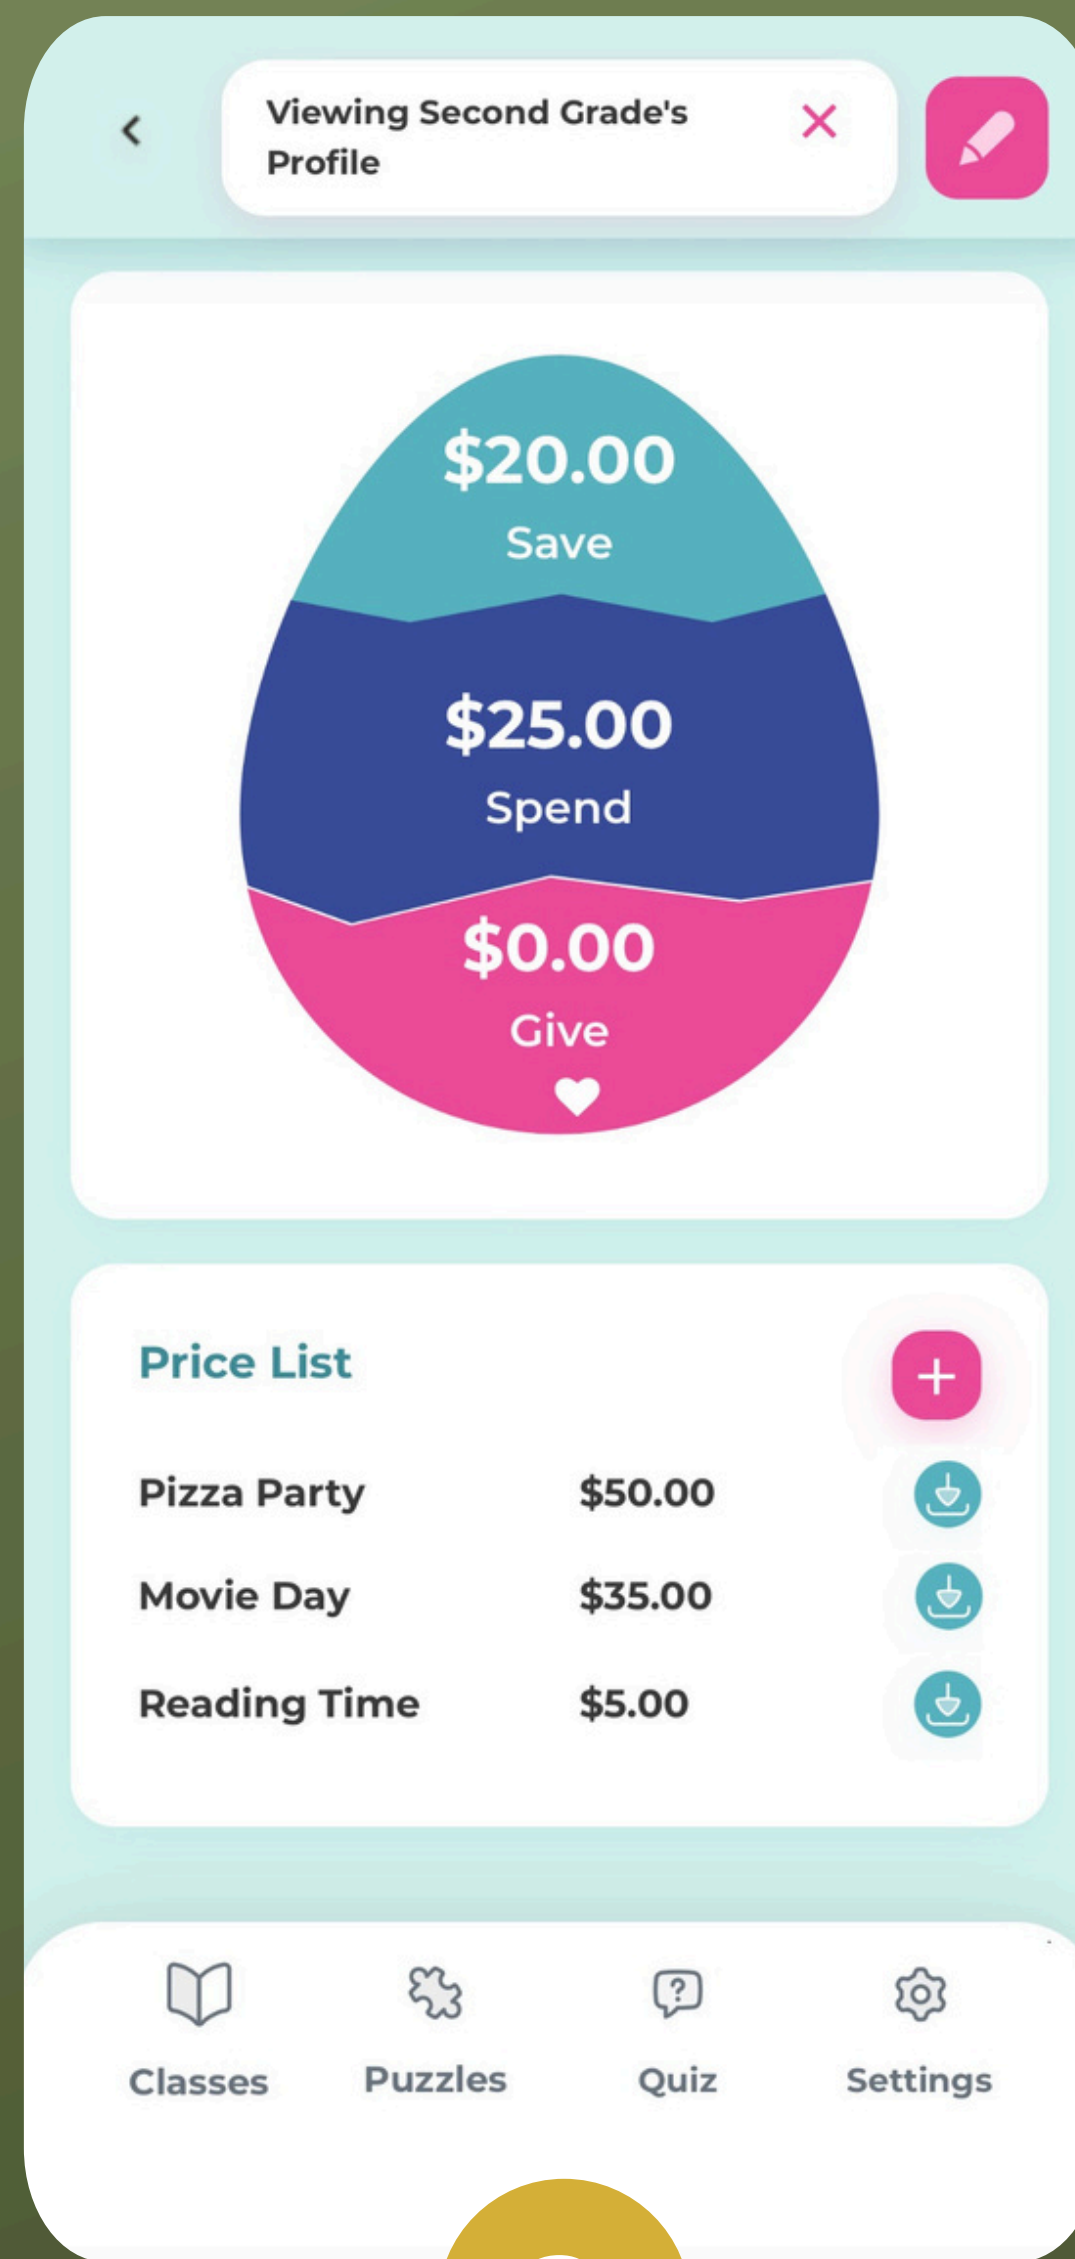 Viewing Second Grade's
Profile
$20.00
Save
$25.00
Spend
$0.00
Give
Price List
Pizza Party $50.00
Movie Day $35.00
Reading Time $5.00
Classes Puzzles Quiz Settings